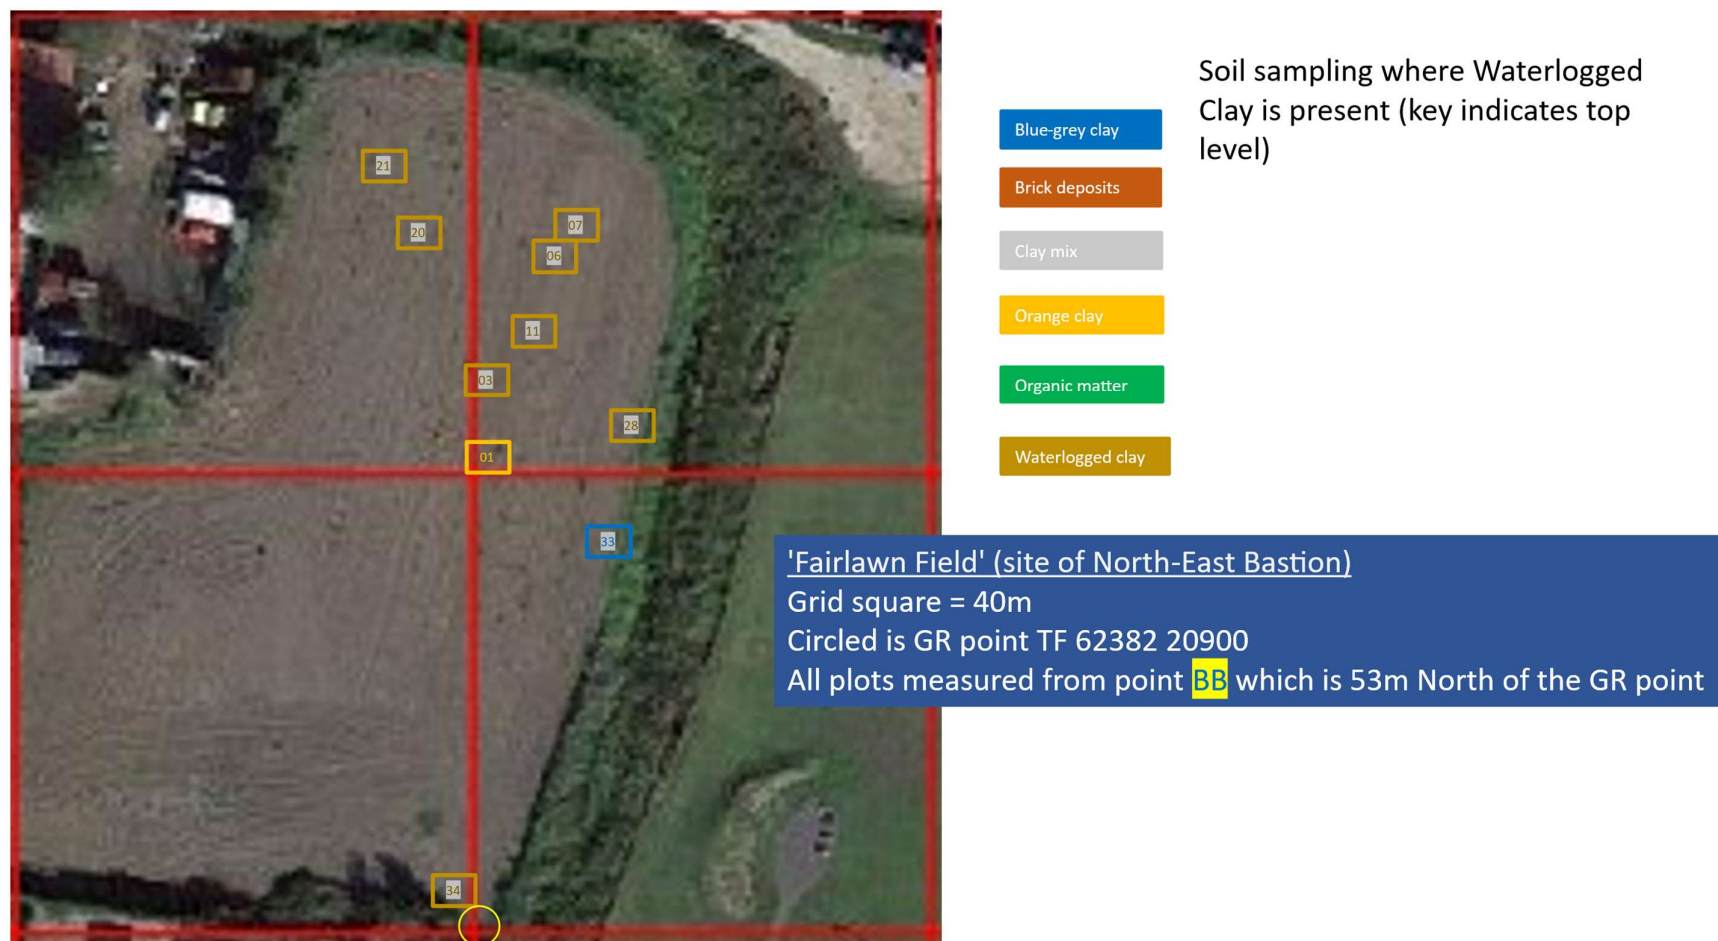 Soil sampling where Waterlogged
Clay is present (key indicates top
level)
Blue-grey clay
Brick deposits
Clay mix
Orange clay
Organic matter
Waterlogged clay
21
20
07
06
11
03
28
01
33
34
'Fairlawn Field' (site of North-East Bastion)
Grid square = 40m
Circled is GR point TF 62382 20900
All plots measured from point BB which is 53m North of the GR point